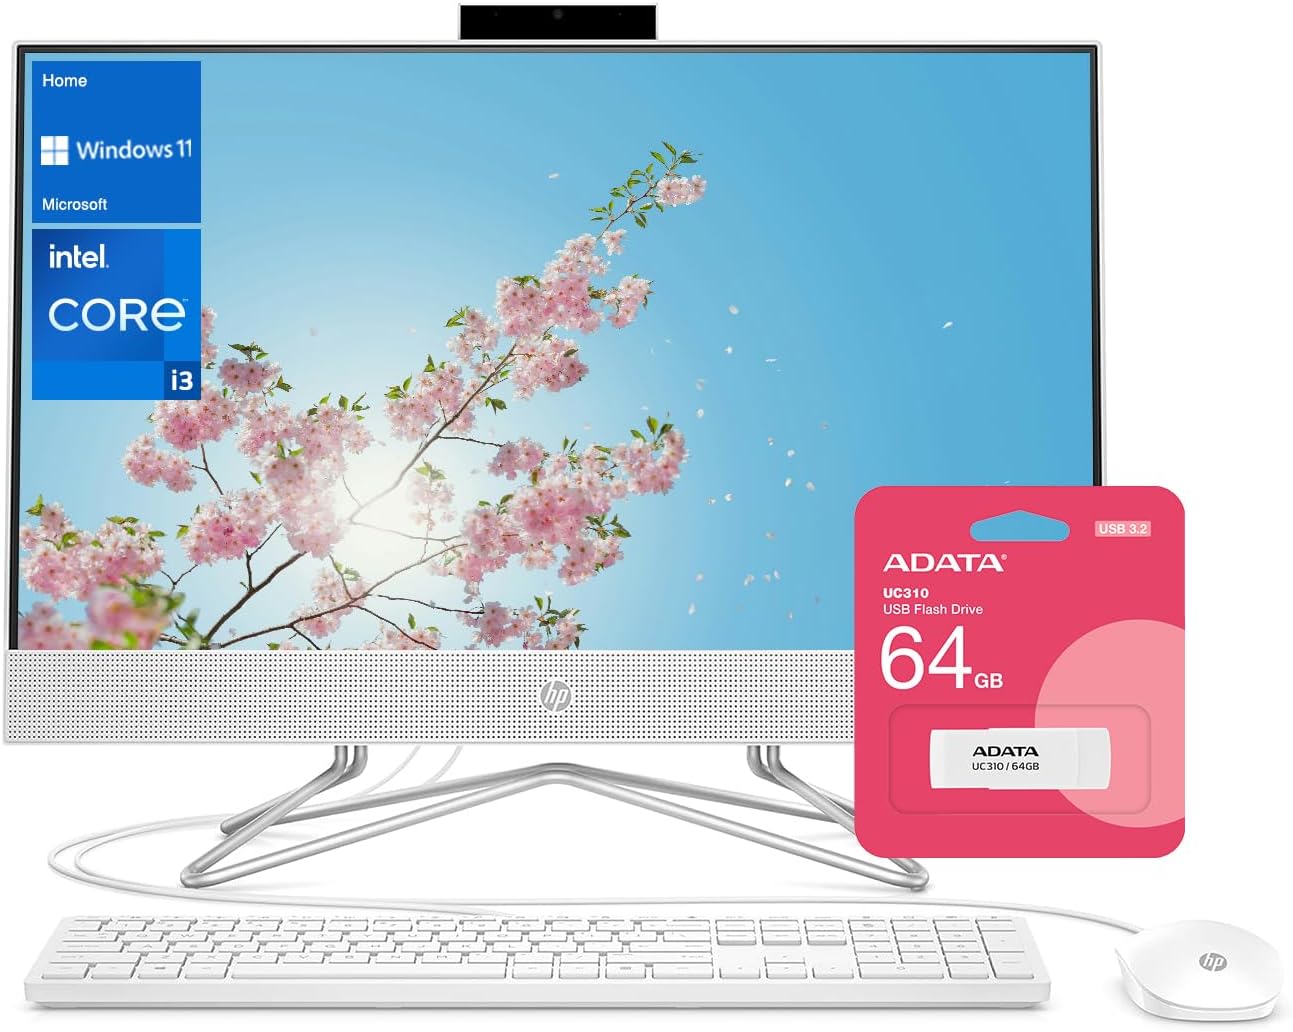 Home
Windows 11
Microsoft
intel.
CORE™
i3
hp
USB 3.2
ADATA®
UC310
USB Flash Drive
64GB
ADATA
UC310 / 64GB
hp